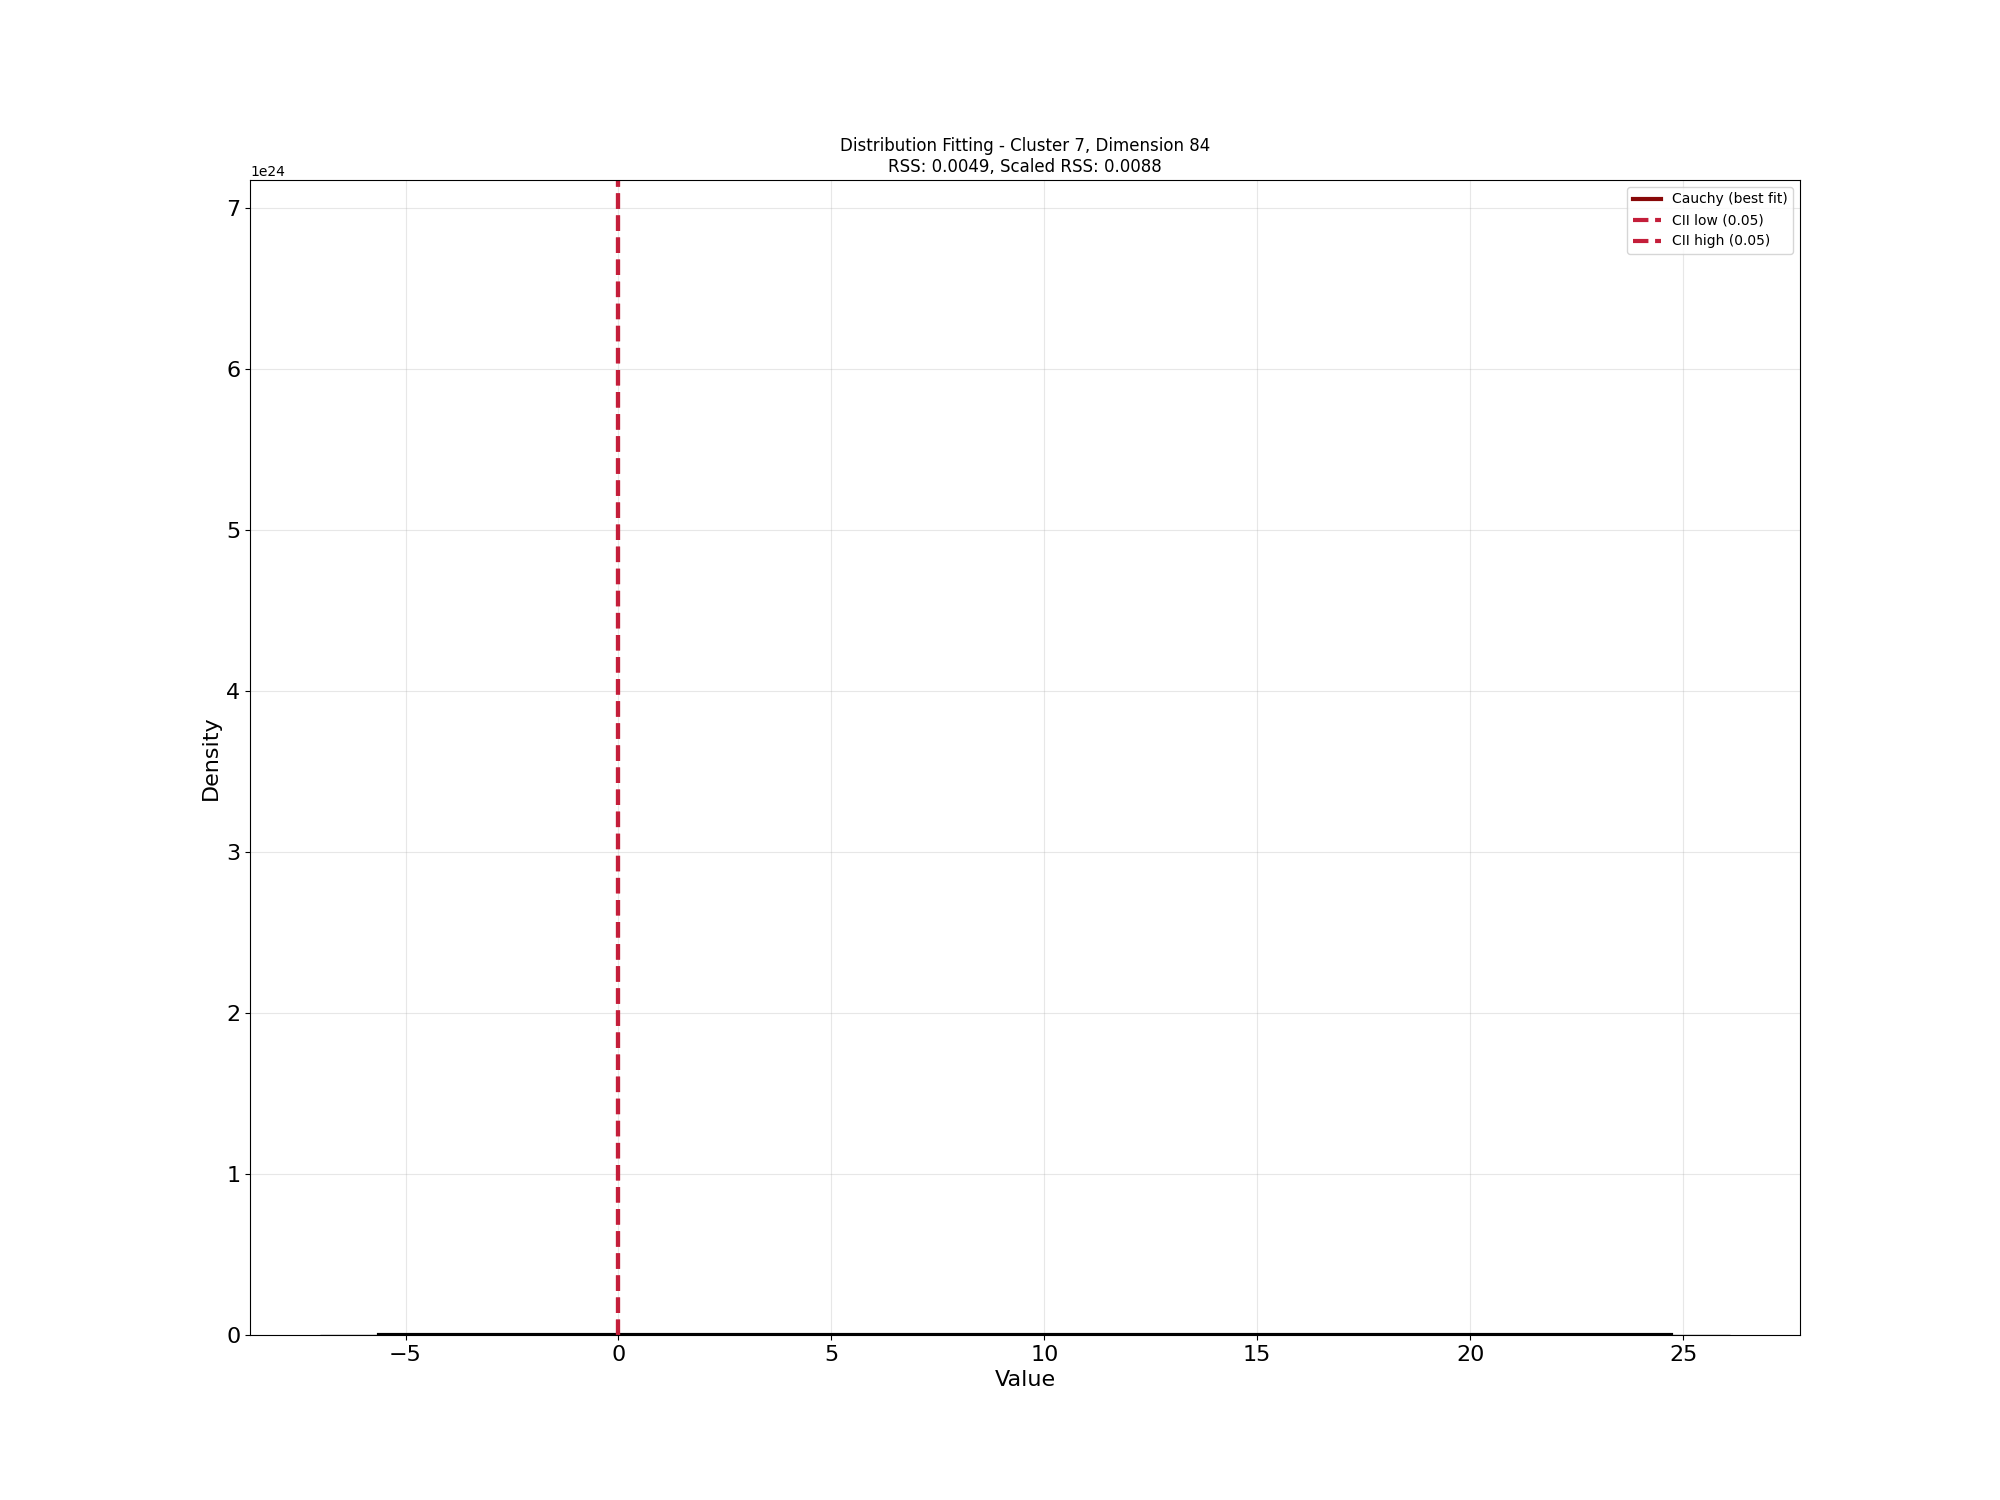 Distribution Fitting - Cluster 7, Dimension 84
RSS: 0.0049, Scaled RSS: 0.0088
1e24
Cauchy (best fit)
CII low (0.05)
CII high (0.05)
7
6
5
4
3
2
1
0
Density
−5
0
5
10
15
20
25
Value